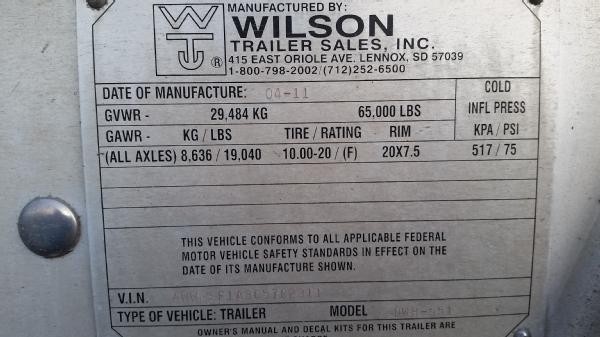 MANUFACTURED BY:
WILSON
TRAILER SALES, INC.
415 EAST ORIOLE AVE. LENNOX, SD 57039
1-800-798-2002/(712)252-6500
WT ®
DATE OF MANUFACTURE: 04-11
COLD
INFL PRESS
KPA / PSI
GVWR - 29,484 KG 65,000 LBS
GAWR - KG / LBS TIRE / RATING RIM
(ALL AXLES) 8,636 / 19,040 10.00-20 / (F) 20X7.5 517 / 75
THIS VEHICLE CONFORMS TO ALL APPLICABLE FEDERAL
MOTOR VEHICLE SAFETY STANDARDS IN EFFECT ON THE
DATE OF ITS MANUFACTURE SHOWN.
V.I.N.
TYPE OF VEHICLE: TRAILER MODEL
OWNER'S MANUAL AND DECAL KITS FOR THIS TRAILER ARE